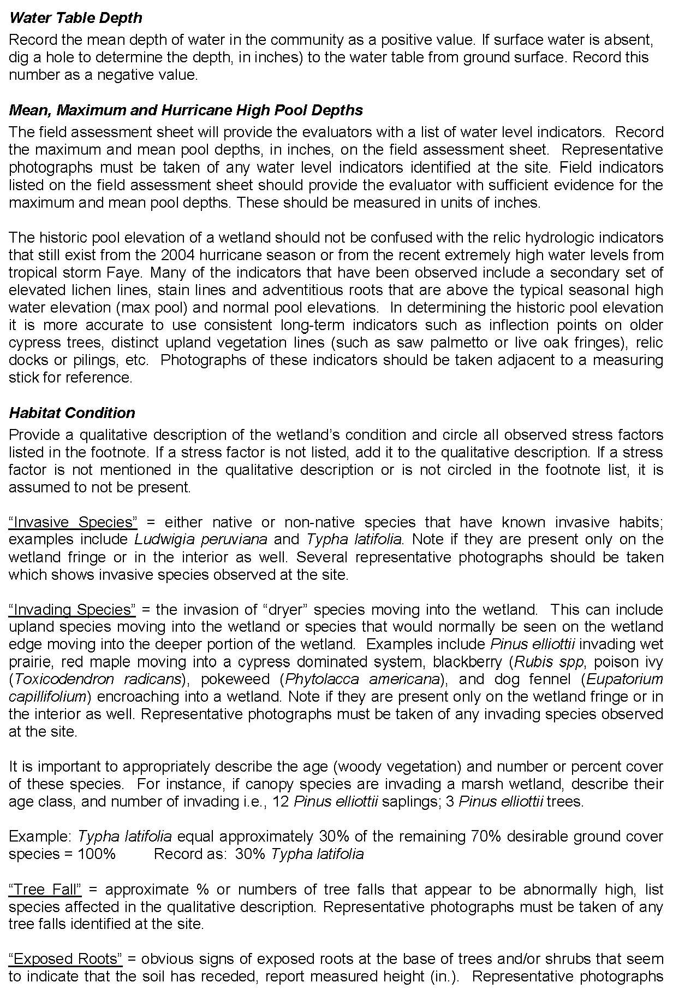 Water Table Depth
Record the mean depth of water in the community as a positive value. If surface water is absent,
dig a hole to determine the depth, in inches) to the water table from ground surface. Record this
number as a negative value.
Mean, Maximum and Hurricane High Pool Depths
The field assessment sheet will provide the evaluators with a list of water level indicators. Record
the maximum and mean pool depths, in inches, on the field assessment sheet. Representative
photographs must be taken of any water level indicators identified at the site. Field indicators
listed on the field assessment sheet should provide the evaluator with sufficient evidence for the
maximum and mean pool depths. These should be measured in units of inches.
The historic pool elevation of a wetland should not be confused with the relic hydrologic indicators
that still exist from the 2004 hurricane season or from the recent extremely high water levels from
tropical storm Faye. Many of the indicators that have been observed include a secondary set of
elevated lichen lines, stain lines and adventitious roots that are above the typical seasonal high
water elevation (max pool) and normal pool elevations. In determining the historic pool elevation
it is more accurate to use consistent long-term indicators such as inflection points on older
cypress trees, distinct upland vegetation lines (such as saw palmetto or live oak fringes), relic
docks or pilings, etc. Photographs of these indicators should be taken adjacent to a measuring
stick for reference.
Habitat Condition
Provide a qualitative description of the wetland’s condition and circle all observed stress factors
listed in the footnote. If a stress factor is not listed, add it to the qualitative description. If a stress
factor is not mentioned in the qualitative description or is not circled in the footnote list, it is
assumed to not be present.
“Invasive Species” = either native or non-native species that have known invasive habits;
examples include Ludwigia peruviana and Typha latifolia. Note if they are present only on the
wetland fringe or in the interior as well. Several representative photographs should be taken
which shows invasive species observed at the site.
“Invading Species” = the invasion of “dryer” species moving into the wetland. This can include
upland species moving into the wetland or species that would normally be seen on the wetland
edge moving into the deeper portion of the wetland. Examples include Pinus elliottii invading wet
prairie, red maple moving into a cypress dominated system, blackberry (Rubis spp, poison ivy
(Toxicodendron radicans), pokeweed (Phytolacca americana), and dog fennel (Eupatorium
capillifolium) encroaching into a wetland. Note if they are present only on the wetland fringe or in
the interior as well. Representative photographs must be taken of any invading species observed
at the site.
It is important to appropriately describe the age (woody vegetation) and number or percent cover
of these species. For instance, if canopy species are invading a marsh wetland, describe their
age class, and number of invading i.e., 12 Pinus elliottii saplings; 3 Pinus elliottii trees.
Example: Typha latifolia equal approximately 30% of the remaining 70% desirable ground cover
species = 100% Record as: 30% Typha latifolia
“Tree Fall” = approximate % or numbers of tree falls that appear to be abnormally high, list
species affected in the qualitative description. Representative photographs must be taken of any
tree falls identified at the site.
“Exposed Roots” = obvious signs of exposed roots at the base of trees and/or shrubs that seem
to indicate that the soil has receded, report measured height (in.). Representative photographs